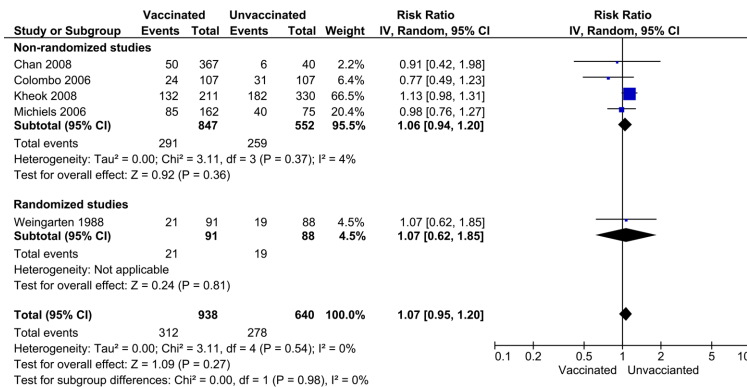 Vaccinated Unvaccinated Risk Ratio Risk Ratio
Study or Subgroup Events Total Events Total Weight IV, Random, 95% CI IV, Random, 95% CI
Non-randomized studies
Chan 2008 50 367 6 40 2.2% 0.91 [0.42, 1.98]
Colombo 2006 24 107 31 107 6.4% 0.77 [0.49, 1.23]
Kheok 2008 132 211 182 330 66.5% 1.13 [0.98, 1.31]
Michiels 2006 85 162 40 75 20.4% 0.98 [0.76, 1.27]
Subtotal (95% CI) 847 552 95.5% 1.06 [0.94, 1.20]
Total events 291 259
Heterogeneity: Tau² = 0.00; Chi² = 3.11, df = 3 (P = 0.37); I² = 4%
Test for overall effect: Z = 0.92 (P = 0.36)
Randomized studies
Weingarten 1988 21 91 19 88 4.5% 1.07 [0.62, 1.85]
Subtotal (95% CI) 91 88 4.5% 1.07 [0.62, 1.85]
Total events 21 19
Heterogeneity: Not applicable
Test for overall effect: Z = 0.24 (P = 0.81)
Total (95% CI) 938 640 100.0% 1.07 [0.95, 1.20]
Total events 312 278
Heterogeneity: Tau² = 0.00; Chi² = 3.11, df = 4 (P = 0.54); I² = 0%
Test for overall effect: Z = 1.09 (P = 0.27)
Test for subgroup differences: Chi² = 0.00, df = 1 (P = 0.98), I² = 0%
0.1 0.2 0.5 1 2 5 10
Vaccinated Unvaccianted